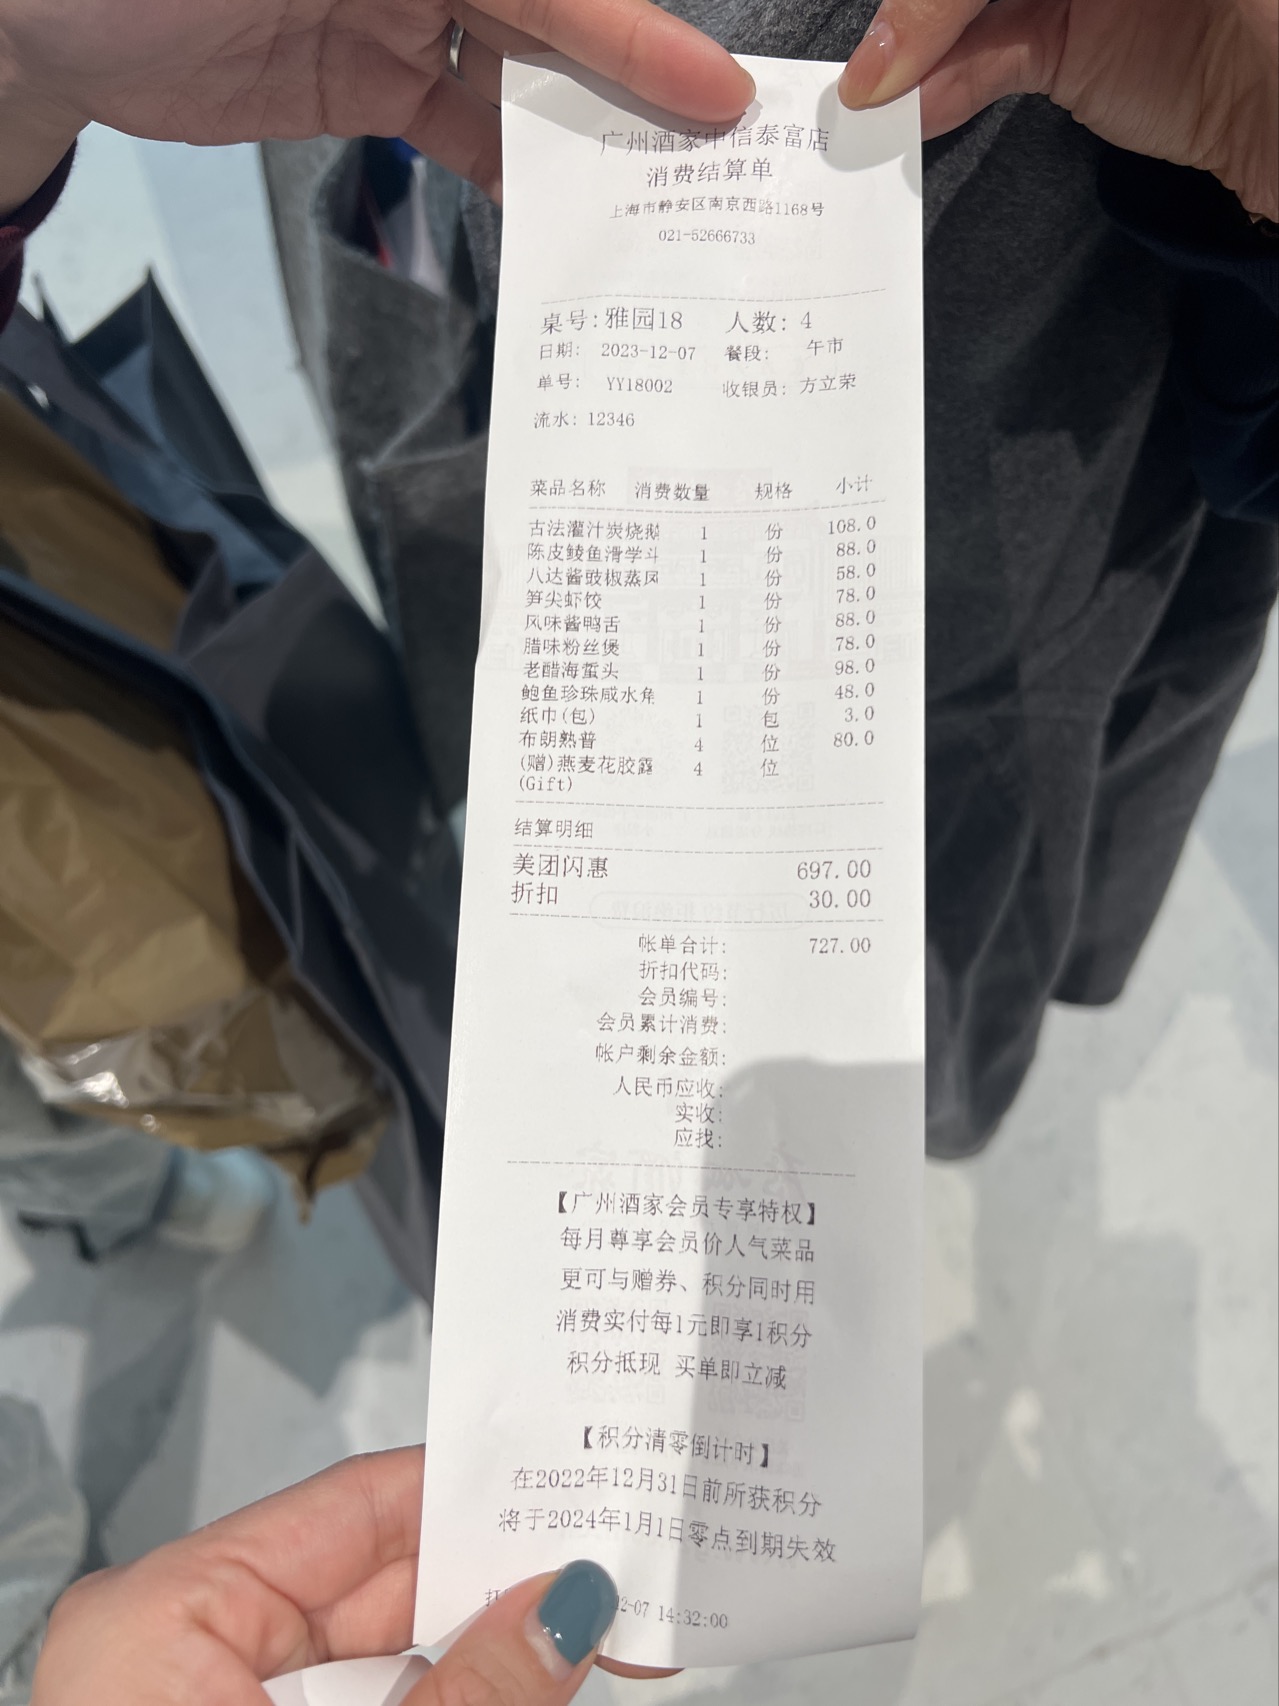 广州酒家中信泰富店
消费结算单
上海市静安区南京西路1168号
021-52666733
桌号:雅园18 人数: 4
日期: 2023-12-07 餐段: 午市
单号: YY18002 收银员: 方立荣
流水: 12346
菜品名称 消费数量 规格 小计
古法灌汁炭烧鹅 1 份 108.0
陈皮鲮鱼滑学斗 1 份 88.0
八达酱豉椒蒸凤 1 份 58.0
笋尖虾饺 1 份 78.0
风味酱鸭舌 1 份 88.0
腊味粉丝煲 1 份 78.0
老醋海蜇头 1 份 98.0
鲍鱼珍珠咸水角 1 份 48.0
纸巾(包) 1 包 3.0
布朗熟普 4 位 80.0
(赠)燕麦花胶露 4 位
(Gift)
结算明细
美团闪惠 697.00
折扣 30.00
帐单合计: 727.00
折扣代码:
会员编号:
会员累计消费:
帐户剩余金额:
人民币应收:
实收:
应找:
【广州酒家会员专享特权】
每月尊享会员价人气菜品
更可与赠券、积分同时用
消费实付每1元即享1积分
积分抵现 买单即立减
【积分清零倒计时】
在2022年12月31日前所获积分
将于2024年1月1日零点到期失效
打 12-07 14:32:00